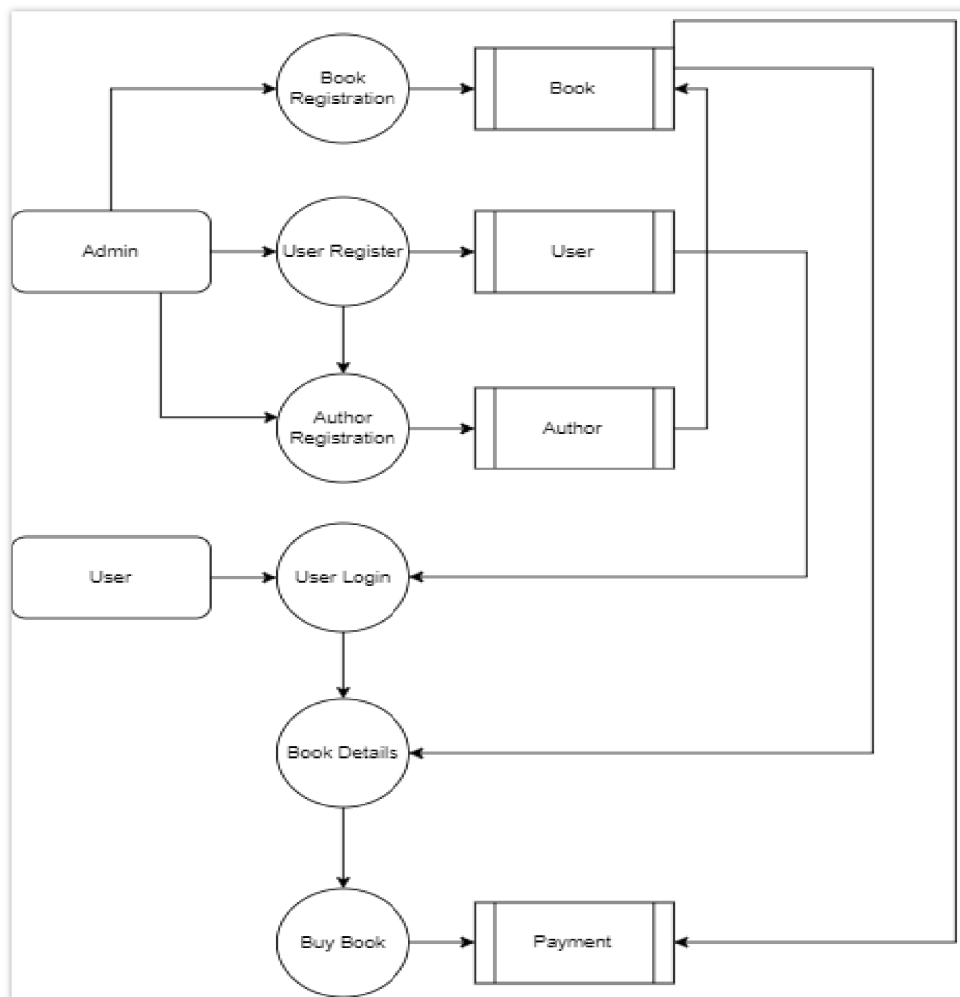 Book
Registration
Book
Admin
User Register
User
Author
Registration
Author
User
User Login
Book Details
Buy Book
Payment